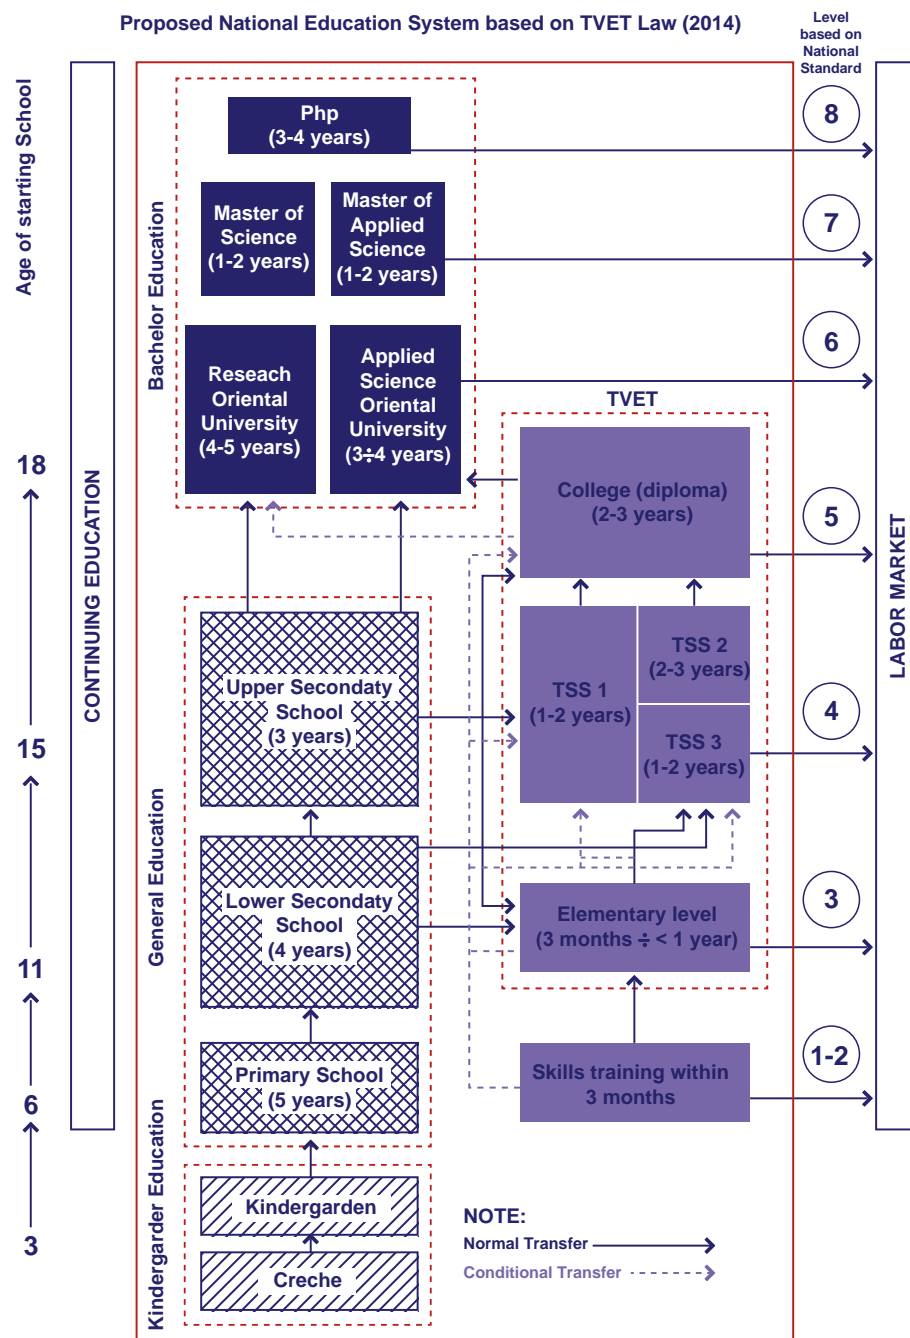 Proposed National Education System based on TVET Law (2014)
Level
based on
National
Standard
Age of starting School
18
15
11
6
3
CONTINUING EDUCATION
Bachelor Education
Php
(3-4 years)
Master of
Science
(1-2 years)
Master of
Applied
Science
(1-2 years)
Reseach
Oriental
University
(4-5 years)
Applied
Science
Oriental
University
(3÷4 years)
TVET
College (diploma)
(2-3 years)
TSS 1
(1-2 years)
TSS 2
(2-3 years)
TSS 3
(1-2 years)
Elementary level
(3 months ÷ < 1 year)
Skills training within
3 months
General Education
Upper Secondaty
School
(3 years)
Lower Secondaty
School
(4 years)
Primary School
(5 years)
Kindergarder Education
Kindergarden
Creche
8
7
6
5
4
3
1-2
LABOR MARKET
NOTE:
Normal Transfer
Conditional Transfer